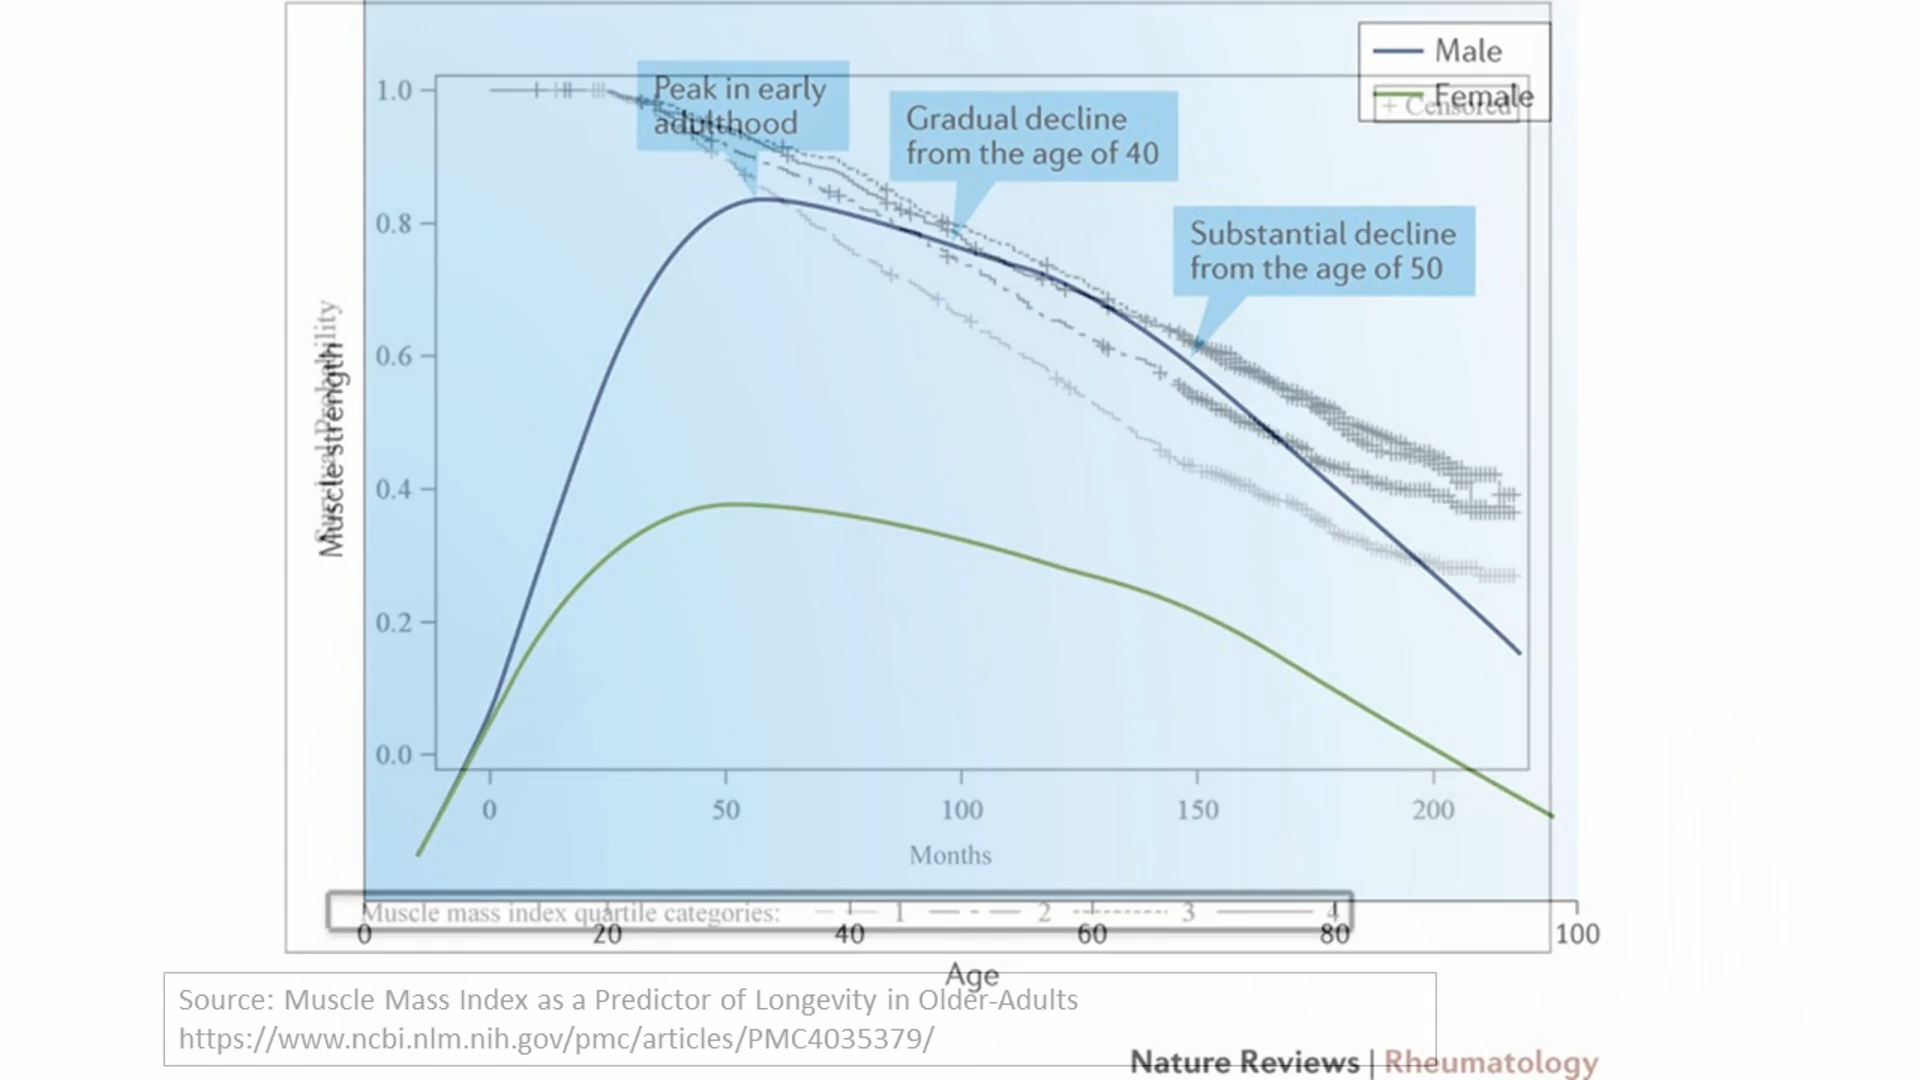 Male
Female
+ Censored
Peak in early
adulthood
Gradual decline
from the age of 40
Substantial decline
from the age of 50
1.0
0.8
0.6
0.4
0.2
0.0
Survival Probability
Muscle strength
0 50 100 150 200
Months
Muscle mass index quartile categories: 1 2 3 4
0 20 40 60 80 100
Age
Source: Muscle Mass Index as a Predictor of Longevity in Older-Adults
https://www.ncbi.nlm.nih.gov/pmc/articles/PMC4035379/
Nature Reviews | Rheumatology